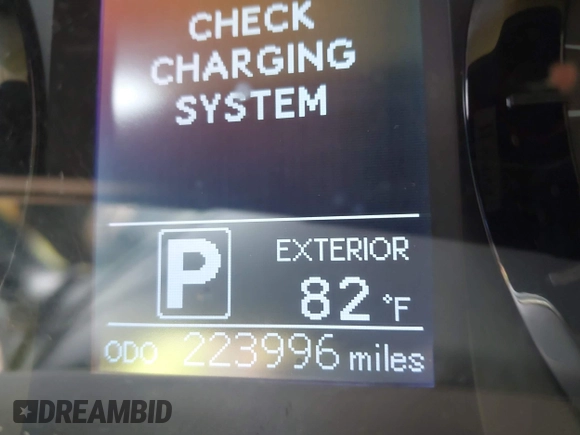 CHECK
CHARGING
SYSTEM
P
EXTERIOR
82 °F
ODO 223996 miles
DREAMBID